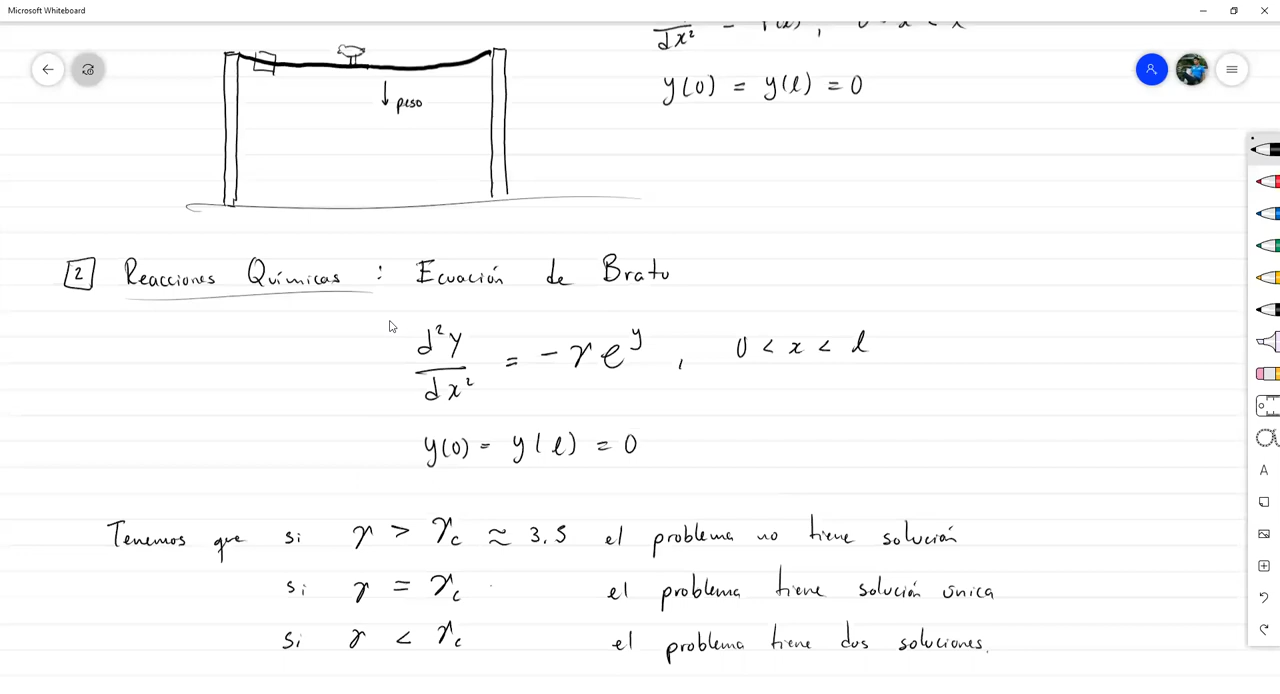 Microsoft Whiteboard
dx²
y(0) = y(l) = 0
peso
2 Reacciones Químicas : Ecuación de Bratu
d²y/dx² = -γ e^y , 0 < x < l
y(0) = y(l) = 0
Tenemos que si γ > γc ≈ 3.5 el problema no tiene solución
si γ = γc el problema tiene solución única
si γ < γc el problema tiene dos soluciones.
A